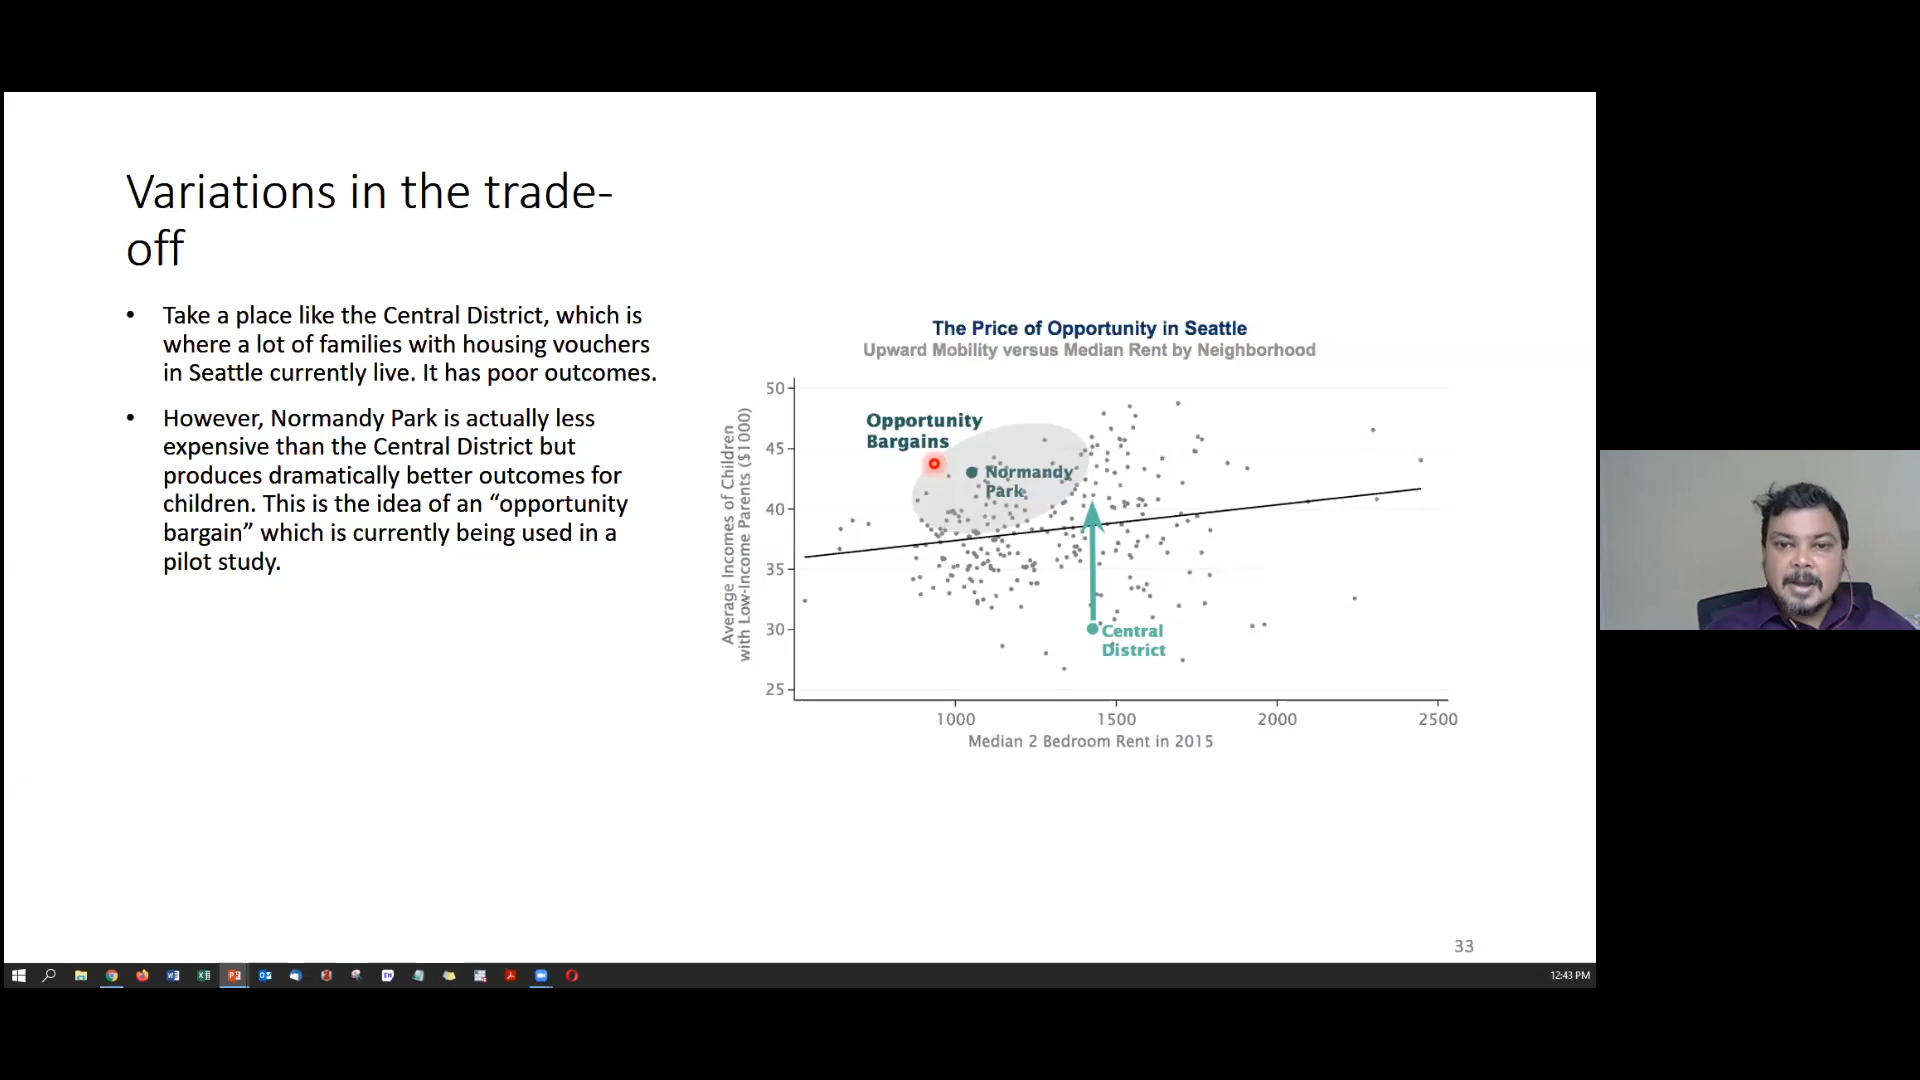 Variations in the trade-
off
• Take a place like the Central District, which is
where a lot of families with housing vouchers
in Seattle currently live. It has poor outcomes.
• However, Normandy Park is actually less
expensive than the Central District but
produces dramatically better outcomes for
children. This is the idea of an “opportunity
bargain” which is currently being used in a
pilot study.
The Price of Opportunity in Seattle
Upward Mobility versus Median Rent by Neighborhood
Average Incomes of Children
with Low-Income Parents ($1000)
50
45
40
35
30
25
Opportunity
Bargains
Normandy
Park
Central
District
1000 1500 2000 2500
Median 2 Bedroom Rent in 2015
33
12:43 PM